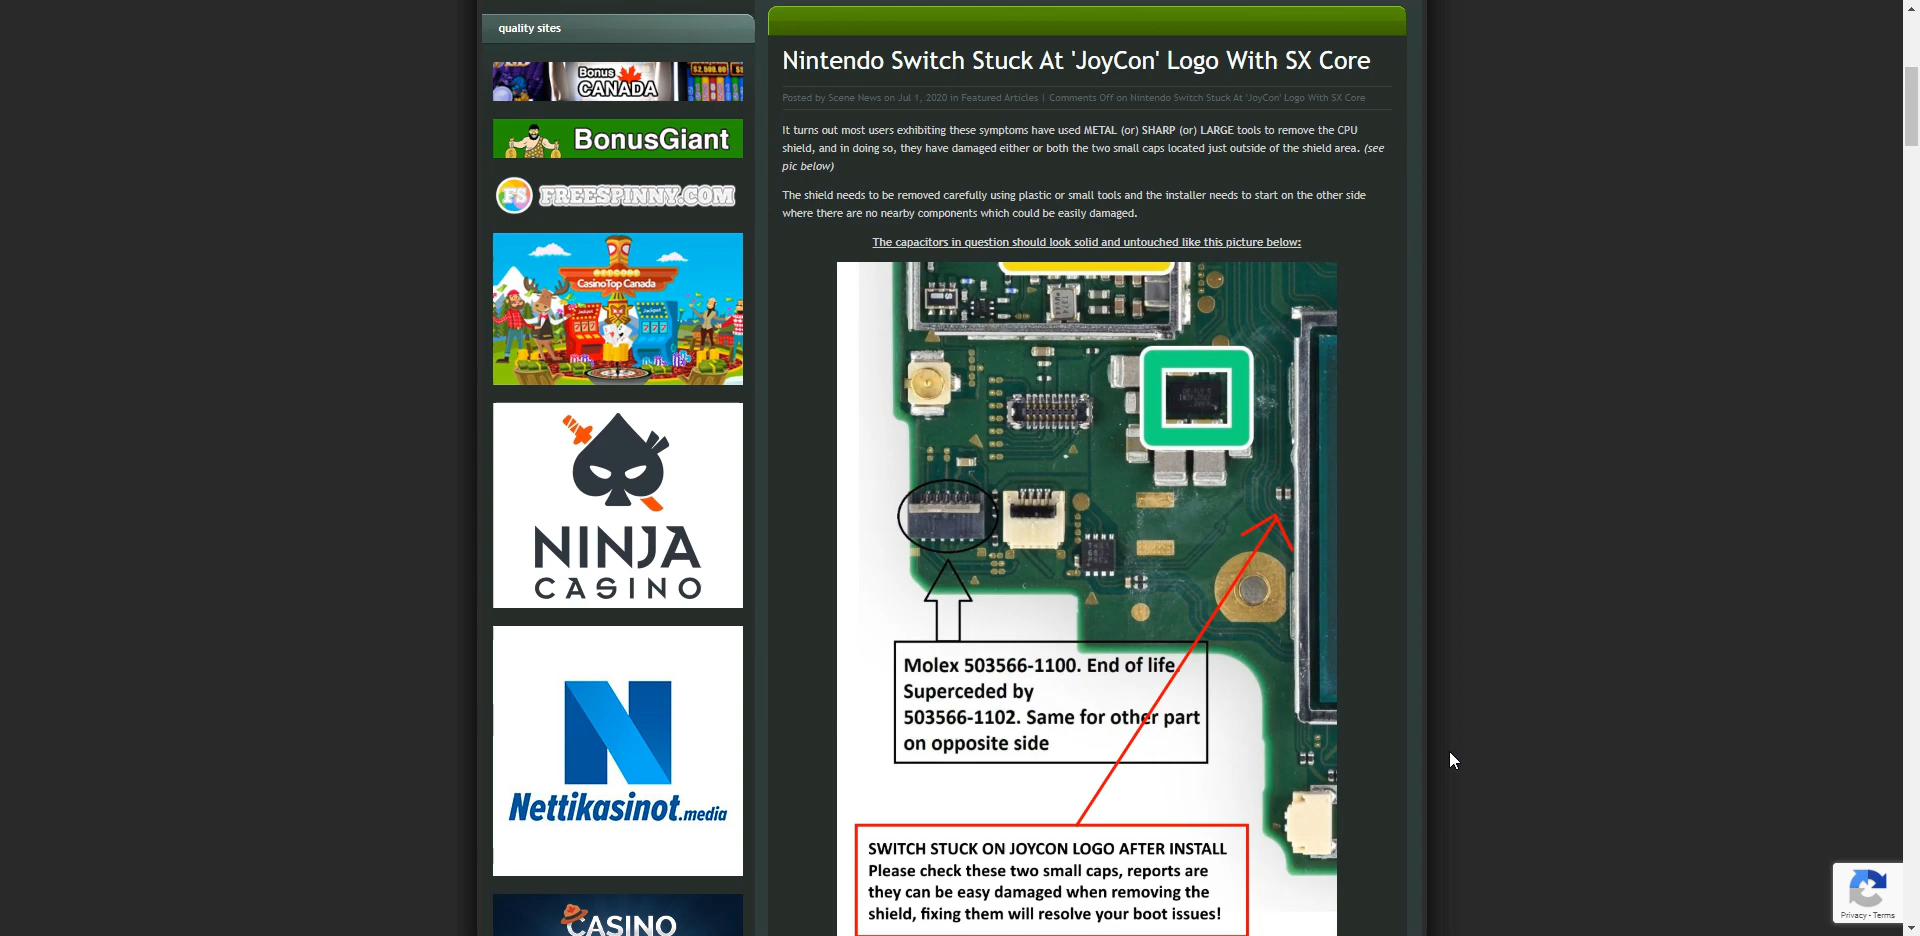 quality sites
Bonus
CANADA
$2,500.00
BonusGiant
FS FREESPINNY.COM
CasinoTop Canada
Jackpot
Jackpot
777
777
NINJA
CASINO
N
Nettikasinot.media
CASINO
Nintendo Switch Stuck At 'JoyCon' Logo With SX Core
Posted by Scene News on Jul 1, 2020 in Featured Articles | Comments Off on Nintendo Switch Stuck At 'JoyCon' Logo With SX Core
It turns out most users exhibiting these symptoms have used METAL (or) SHARP (or) LARGE tools to remove the CPU
shield, and in doing so, they have damaged either or both the two small caps located just outside of the shield area. (see
pic below)
The shield needs to be removed carefully using plastic or small tools and the installer needs to start on the other side
where there are no nearby components which could be easily damaged.
The capacitors in question should look solid and untouched like this picture below:
Molex 503566-1100. End of life.
Superceded by
503566-1102. Same for other part
on opposite side
SWITCH STUCK ON JOYCON LOGO AFTER INSTALL
Please check these two small caps, reports are
they can be easy damaged when removing the
shield, fixing them will resolve your boot issues!
Privacy - Terms